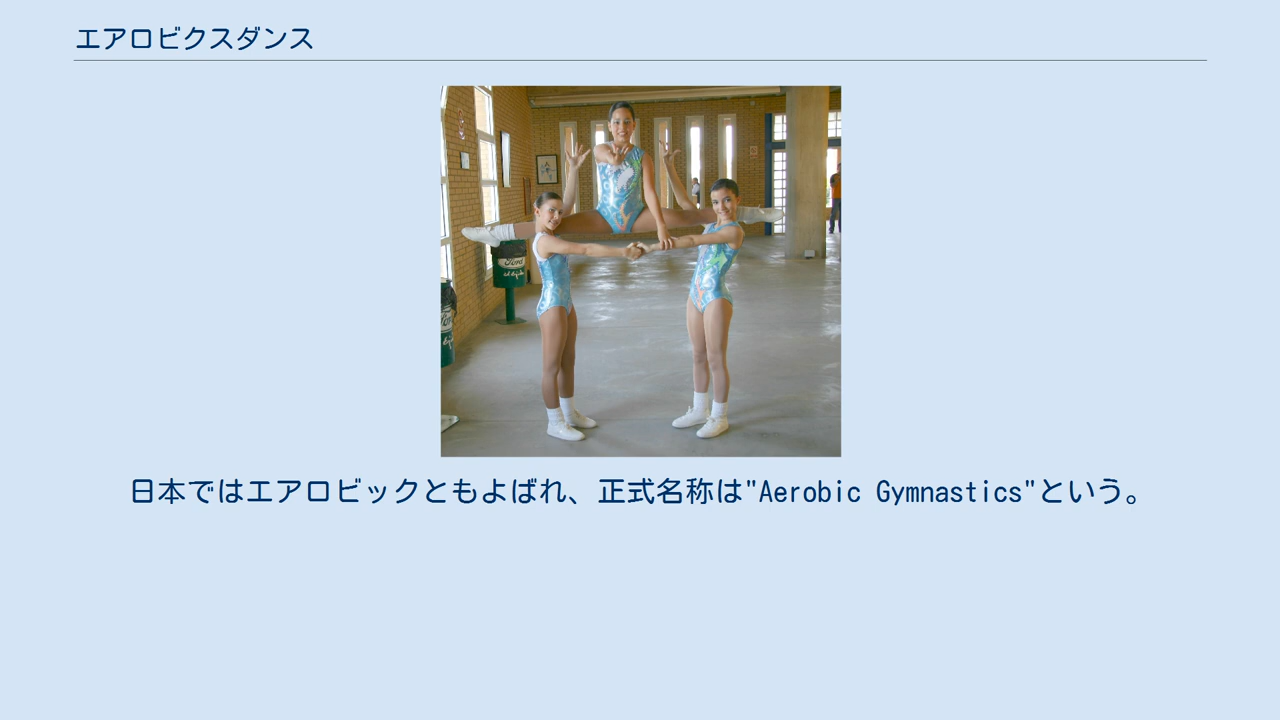 エアロビクスダンス
Ford
日本ではエアロビックともよばれ、正式名称は"Aerobic Gymnastics"という。